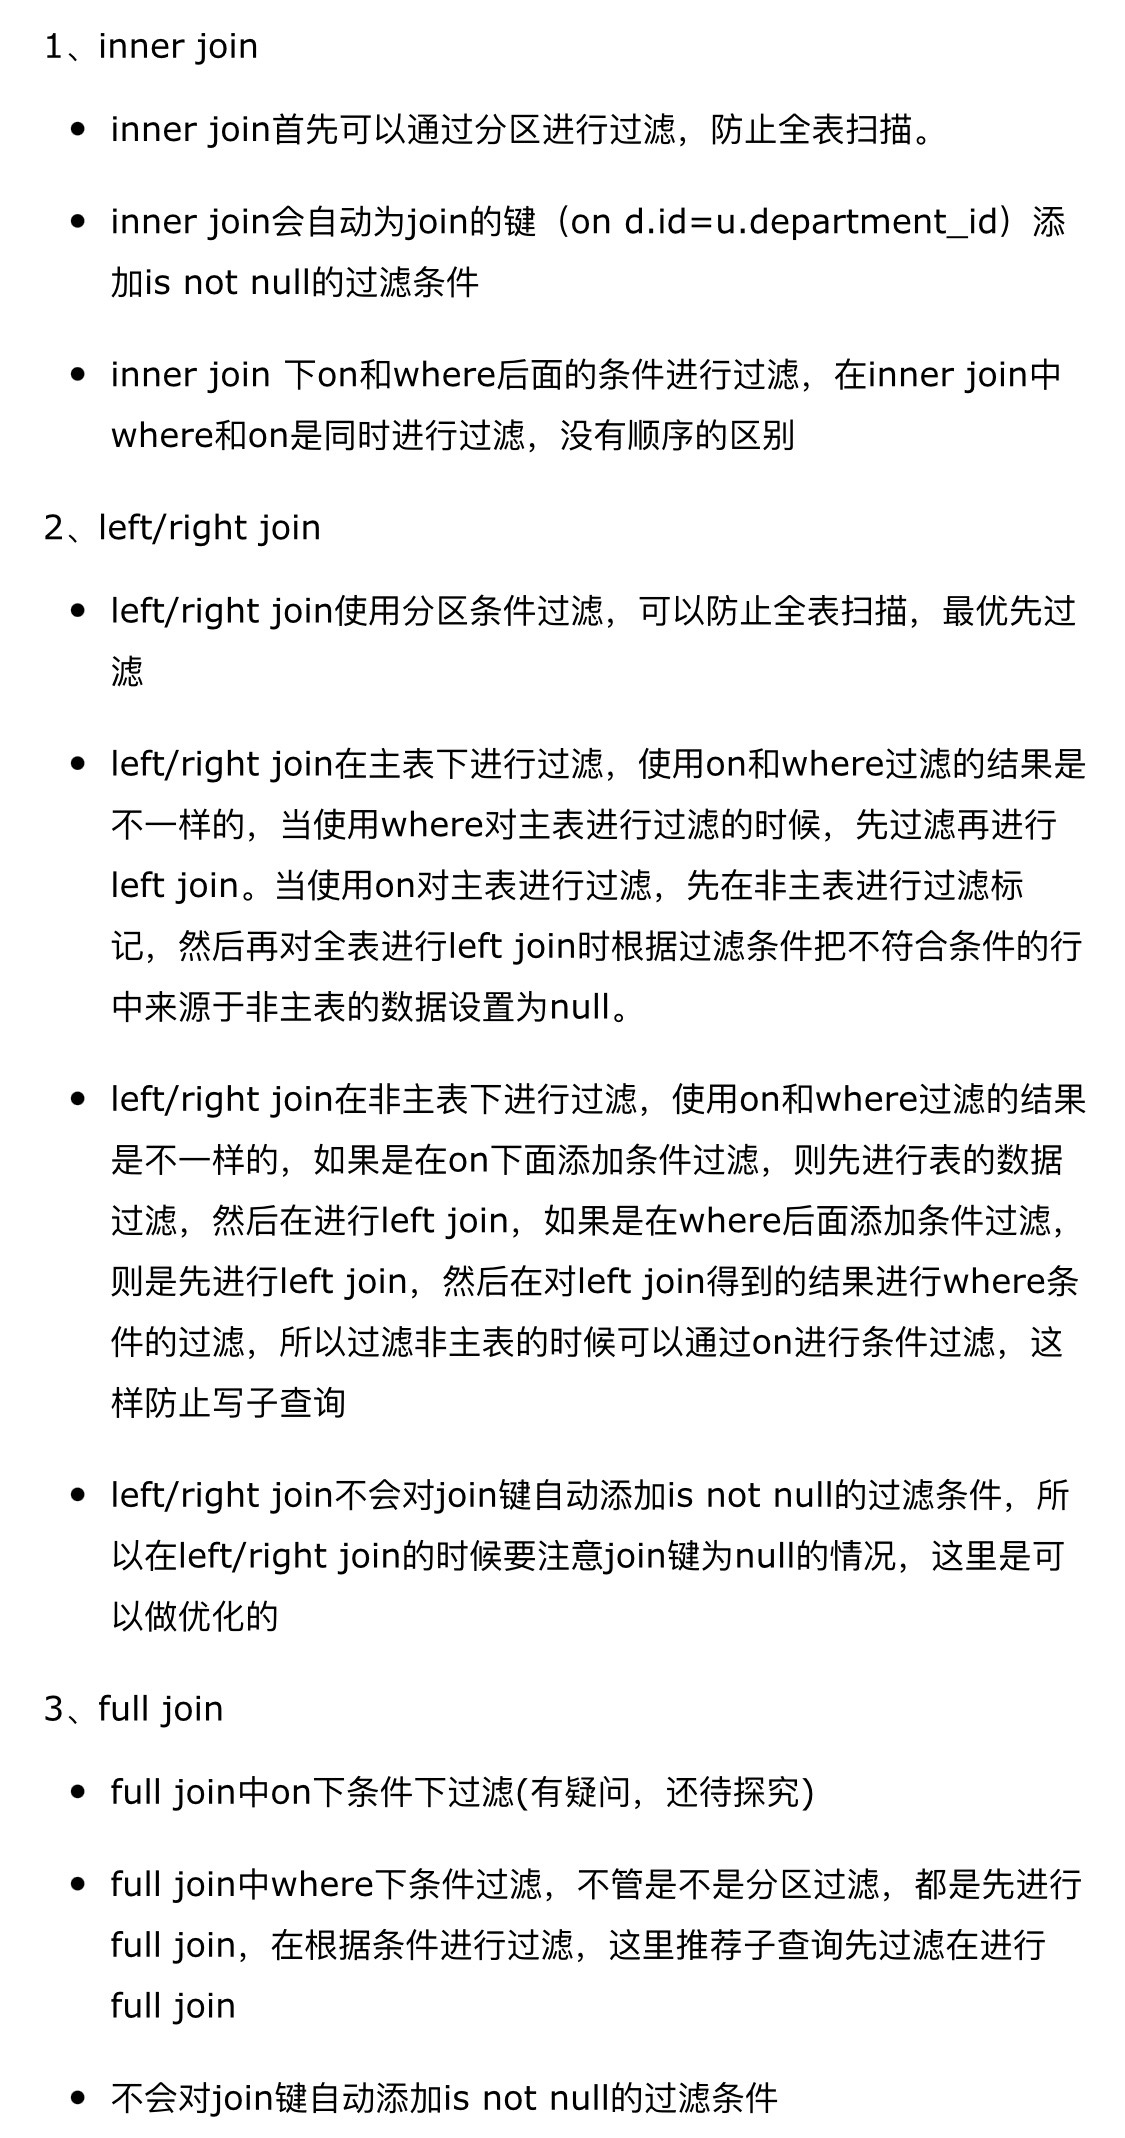 1、inner join
• inner join首先可以通过分区进行过滤，防止全表扫描。
• inner join会自动为join的键（on d.id=u.department_id）添
加is not null的过滤条件
• inner join 下on和where后面的条件进行过滤，在inner join中
where和on是同时进行过滤，没有顺序的区别
2、left/right join
• left/right join使用分区条件过滤，可以防止全表扫描，最优先过
滤
• left/right join在主表下进行过滤，使用on和where过滤的结果是
不一样的，当使用where对主表进行过滤的时候，先过滤再进行
left join。当使用on对主表进行过滤，先在非主表进行过滤标
记，然后再对全表进行left join时根据过滤条件把不符合条件的行
中来源于非主表的数据设置为null。
• left/right join在非主表下进行过滤，使用on和where过滤的结果
是不一样的，如果是在on下面添加条件过滤，则先进行表的数据
过滤，然后在进行left join，如果是在where后面添加条件过滤，
则是先进行left join，然后在对left join得到的结果进行where条
件的过滤，所以过滤非主表的时候可以通过on进行条件过滤，这
样防止写子查询
• left/right join不会对join键自动添加is not null的过滤条件，所
以在left/right join的时候要注意join键为null的情况，这里是可
以做优化的
3、full join
• full join中on下条件下过滤(有疑问，还待探究)
• full join中where下条件过滤，不管是不是分区过滤，都是先进行
full join，在根据条件进行过滤，这里推荐子查询先过滤在进行
full join
• 不会对join键自动添加is not null的过滤条件